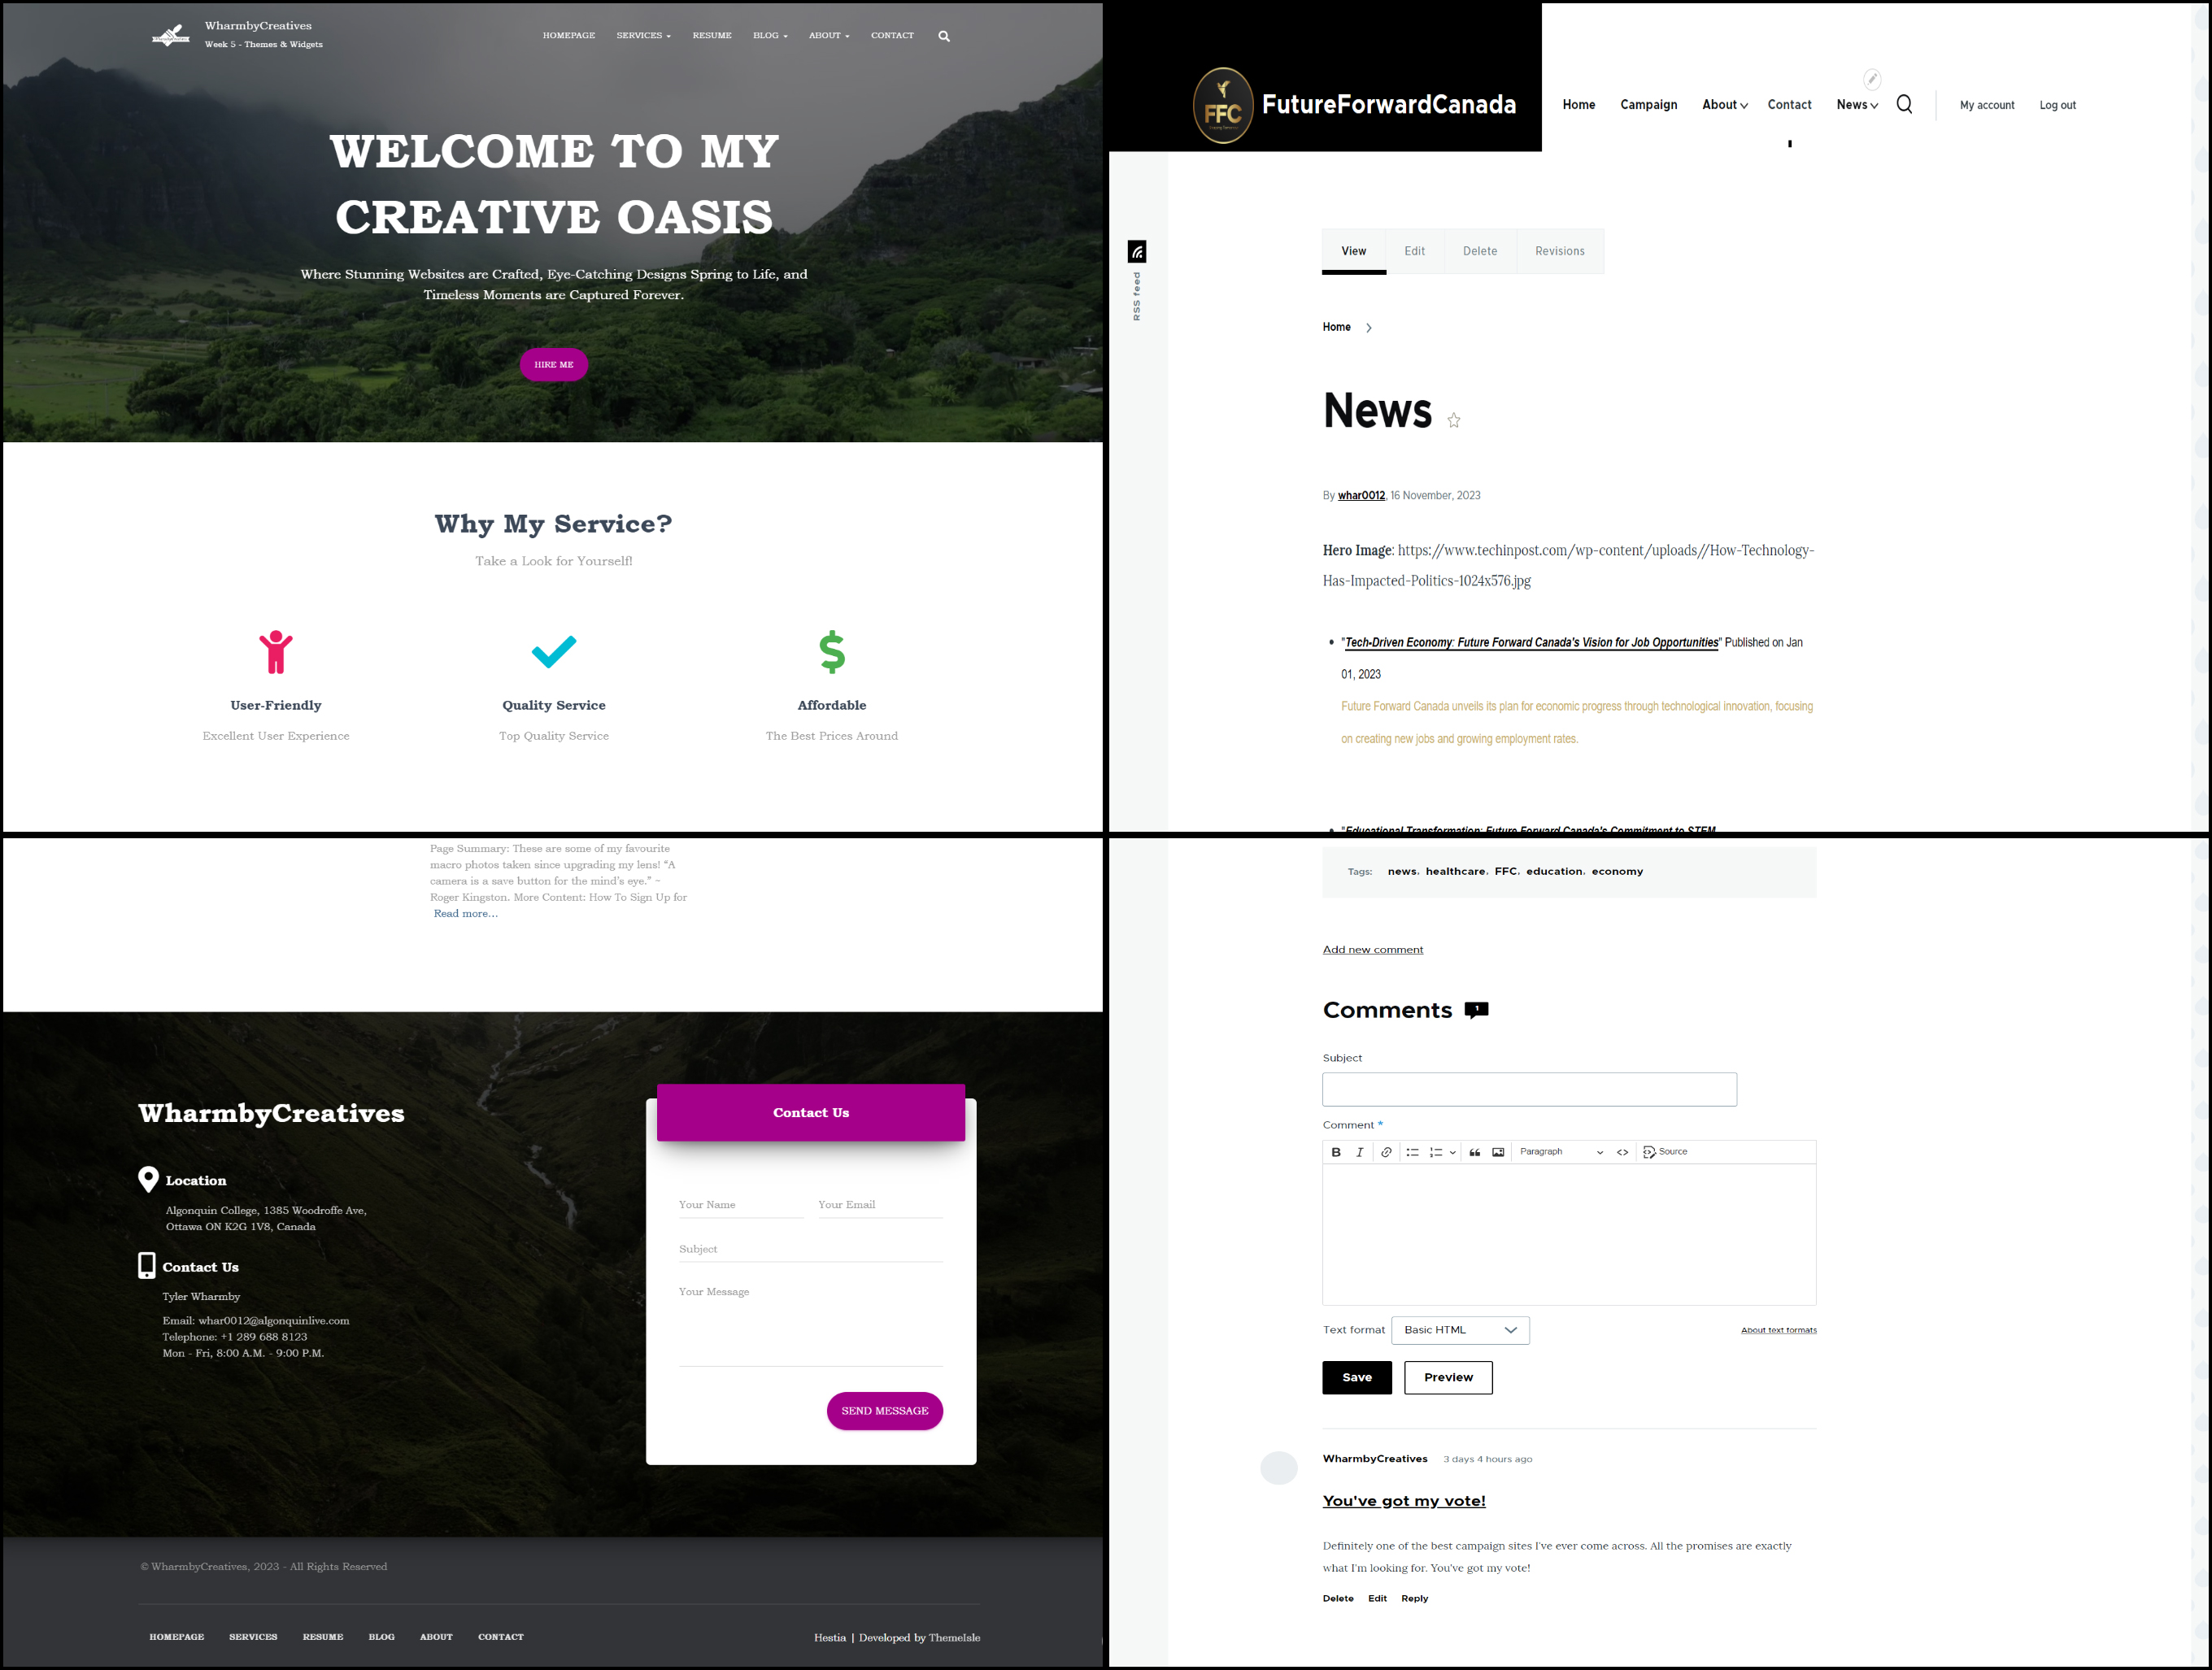 WharmbyCreatives
Week 5 - Themes & Widgets
HOMEPAGE SERVICES RESUME BLOG ABOUT CONTACT
WELCOME TO MY
CREATIVE OASIS
Where Stunning Websites are Crafted, Eye-Catching Designs Spring to Life, and
Timeless Moments are Captured Forever.
HIRE ME
Why My Service?
Take a Look for Yourself!
User-Friendly Quality Service Affordable
Excellent User Experience Top Quality Service The Best Prices Around
FFC
FutureForwardCanada
Home Campaign About Contact News My account Log out
RSS feed
View Edit Delete Revisions
Home
News
By whar0012, 16 November, 2023
Hero Image: https://www.techinpost.com/wp-content/uploads//How-Technology-
Has-Impacted-Politics-1024x576.jpg
"Tech-Driven Economy: Future Forward Canada's Vision for Job Opportunities" Published on Jan
01, 2023
Future Forward Canada unveils its plan for economic progress through technological innovation, focusing
on creating new jobs and growing employment rates.
"Educational Transformation: Future Forward Canada's Commitment to STEM
Page Summary: These are some of my favourite
macro photos taken since upgrading my lens! “A
camera is a save button for the mind’s eye.” ~
Roger Kingston. More Content: How To Sign Up for
Read more…
WharmbyCreatives
Location
Algonquin College, 1385 Woodroffe Ave,
Ottawa ON K2G 1V8, Canada
Contact Us
Tyler Wharmby
Email: whar0012@algonquinlive.com
Telephone: +1 289 688 8123
Mon - Fri, 8:00 A.M. - 9:00 P.M.
Contact Us
Your Name Your Email
Subject
Your Message
SEND MESSAGE
© WharmbyCreatives, 2023 - All Rights Reserved
HOMEPAGE SERVICES RESUME BLOG ABOUT CONTACT
Hestia | Developed by ThemeIsle
Tags: news, healthcare, FFC, education, economy
Add new comment
Comments 1
Subject
Comment *
B I Paragraph <> Source
Text format Basic HTML About text formats
Save Preview
WharmbyCreatives 3 days 4 hours ago
You've got my vote!
Definitely one of the best campaign sites I've ever come across. All the promises are exactly
what I'm looking for. You've got my vote!
Delete Edit Reply